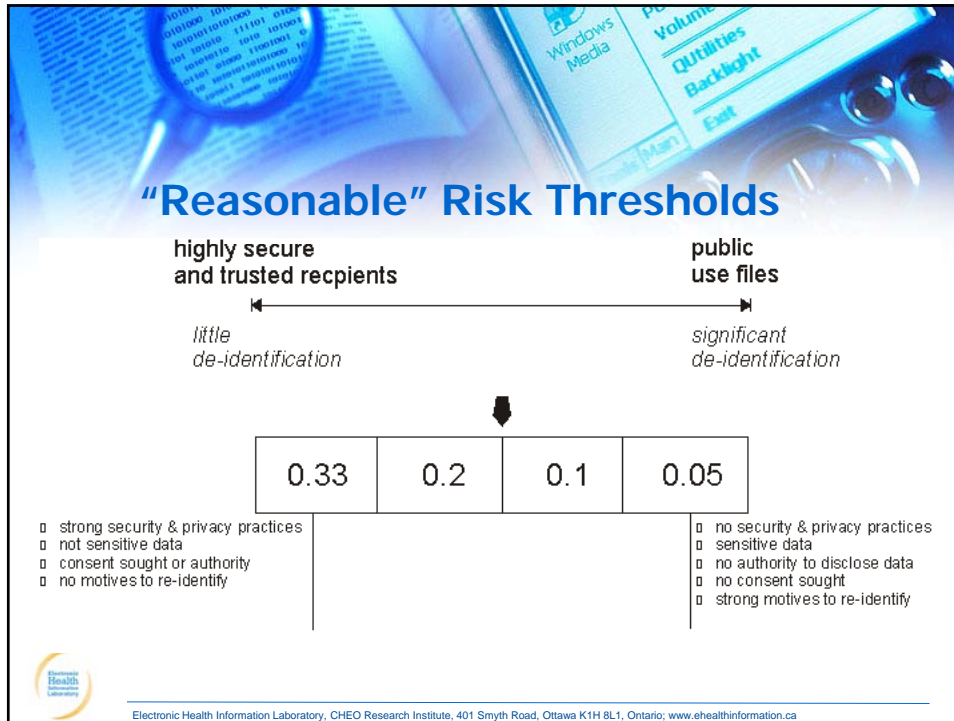 Windows
Media
Volume
QUtilities
Backlight
Exit
Main
“Reasonable” Risk Thresholds
highly secure
and trusted recpients
public
use files
little
de-identification
significant
de-identification
0.33 0.2 0.1 0.05
strong security & privacy practices
not sensitive data
consent sought or authority
no motives to re-identify
no security & privacy practices
sensitive data
no authority to disclose data
no consent sought
strong motives to re-identify
Electronic
Health
Information
Laboratory
Electronic Health Information Laboratory, CHEO Research Institute, 401 Smyth Road, Ottawa K1H 8L1, Ontario; www.ehealthinformation.ca